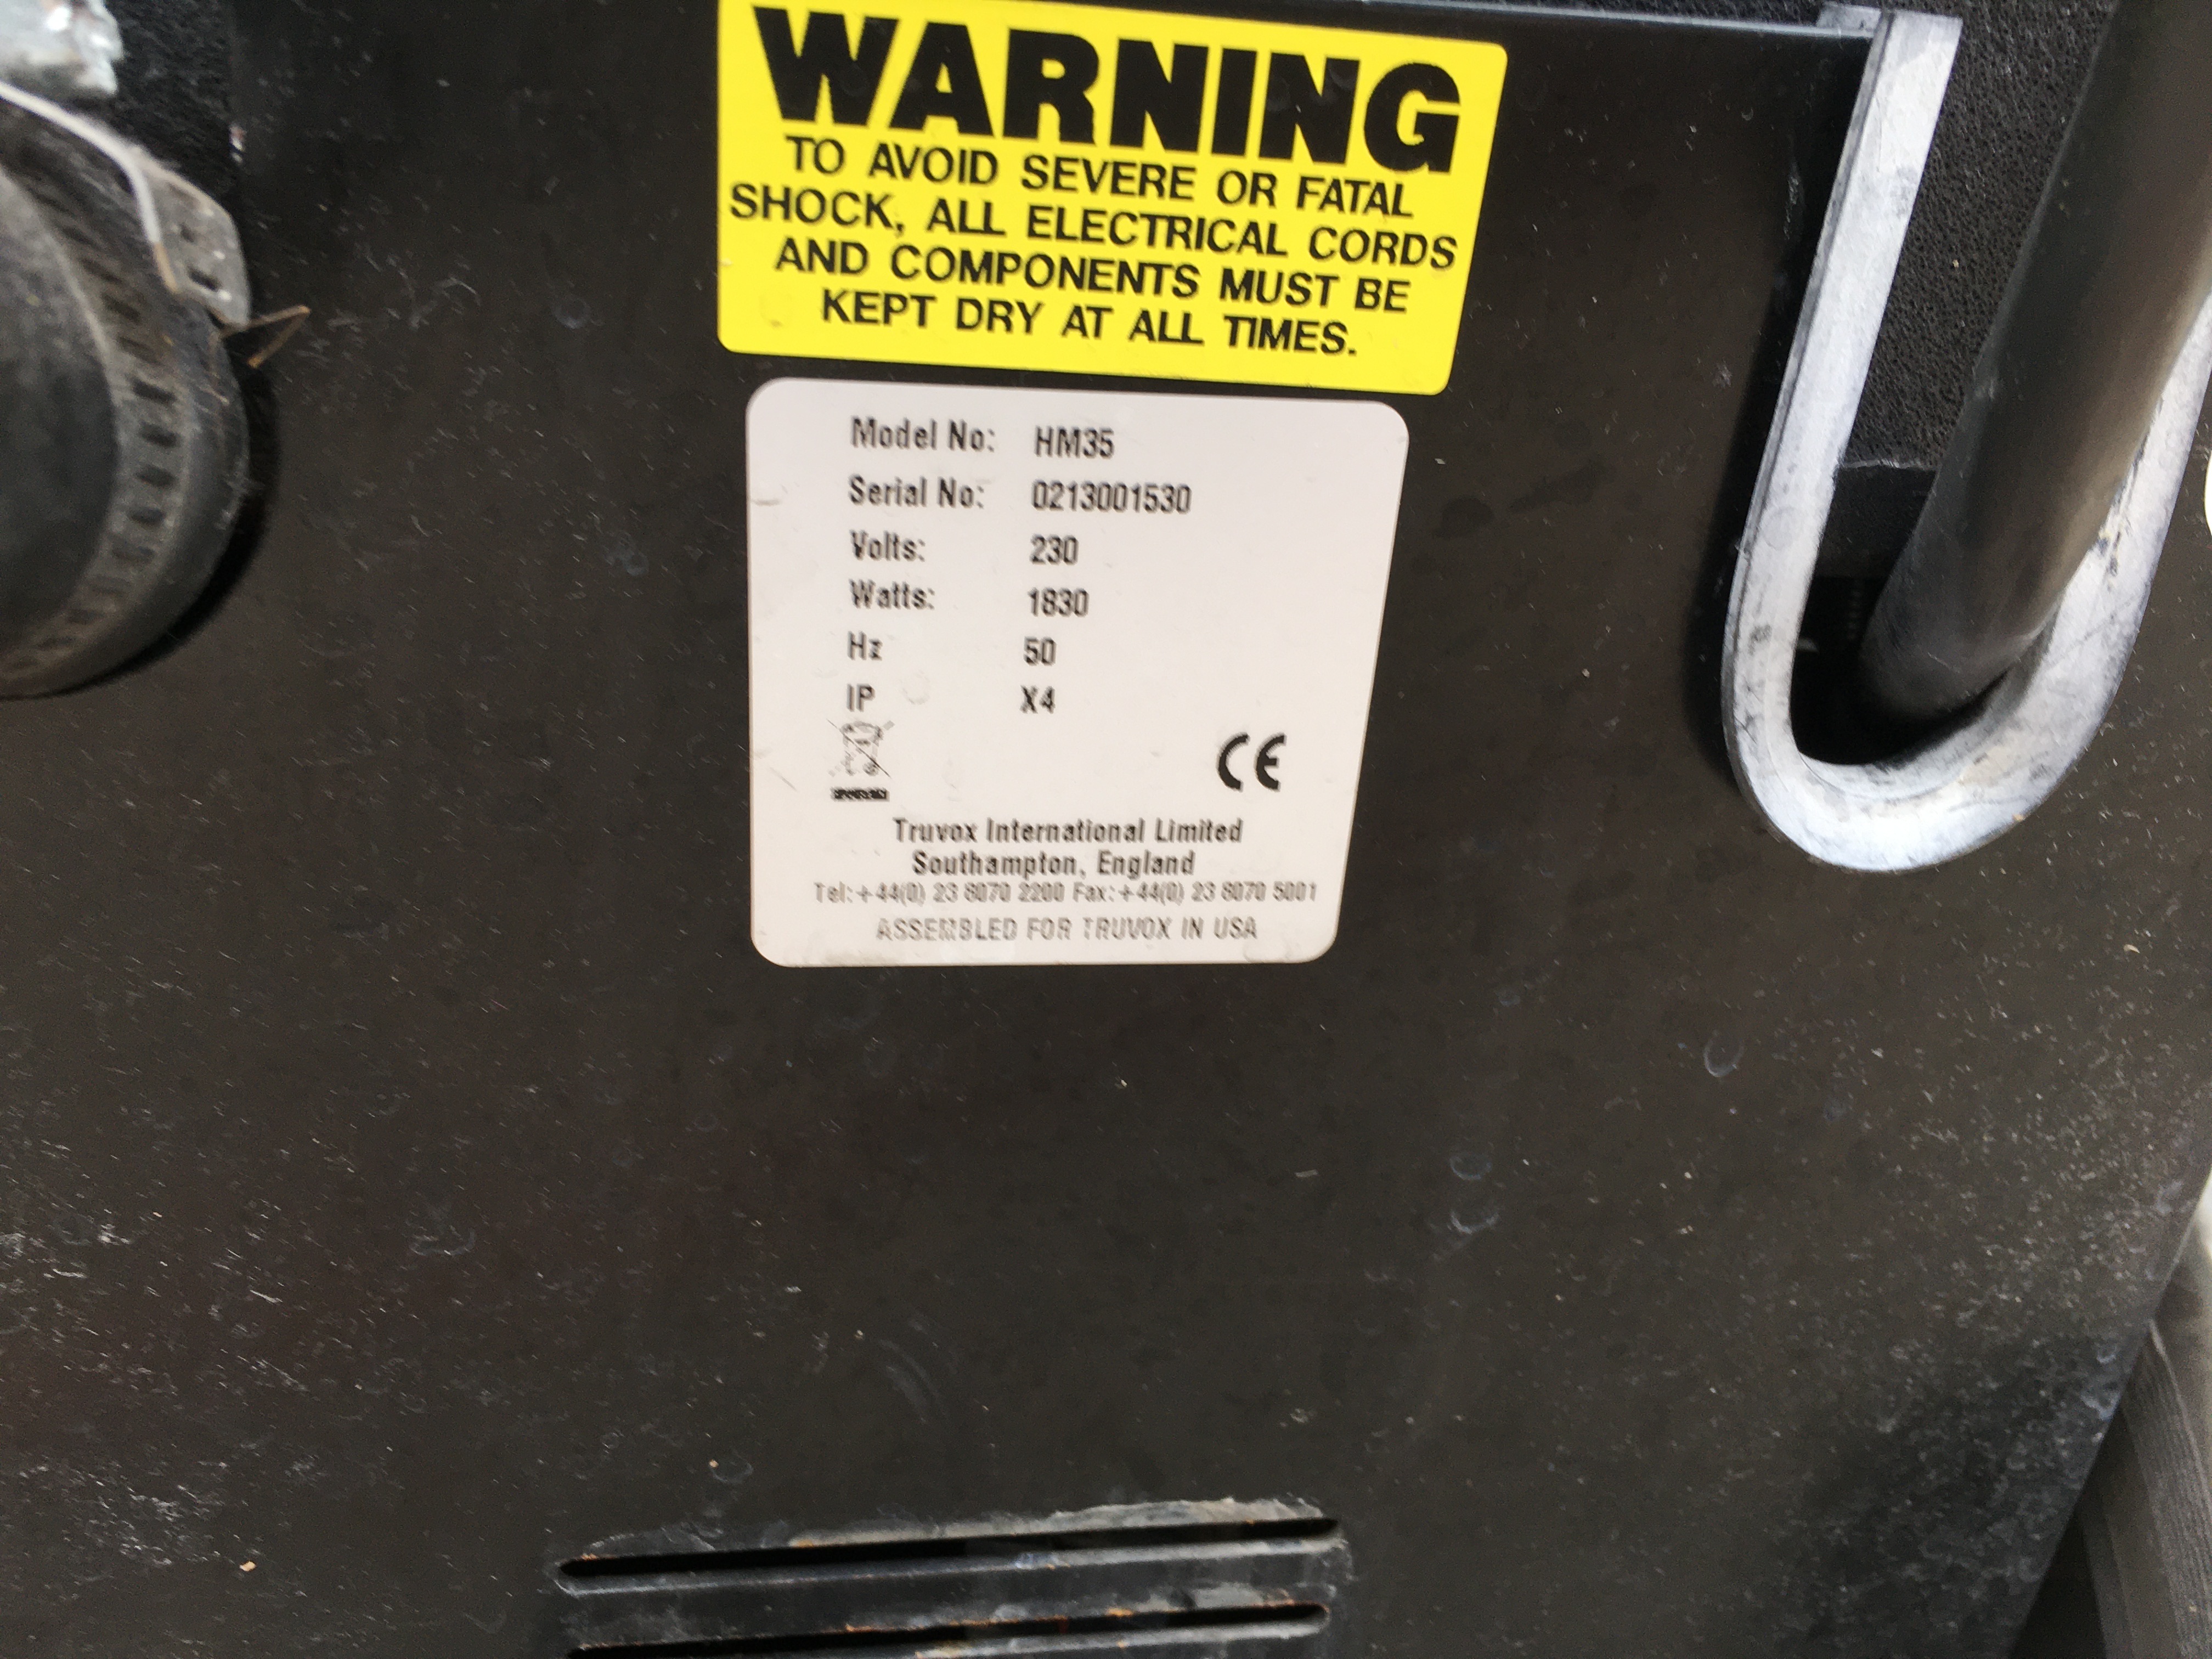 WARNING
TO AVOID SEVERE OR FATAL
SHOCK, ALL ELECTRICAL CORDS
AND COMPONENTS MUST BE
KEPT DRY AT ALL TIMES.
Model No: HM35
Serial No: 0213001530
Volts: 230
Watts: 1830
Hz 50
IP X4
CE
Truvox International Limited
Southampton, England
Tel:+44(0) 23 8070 2200 Fax:+44(0) 23 8070 5001
ASSEMBLED FOR TRUVOX IN USA